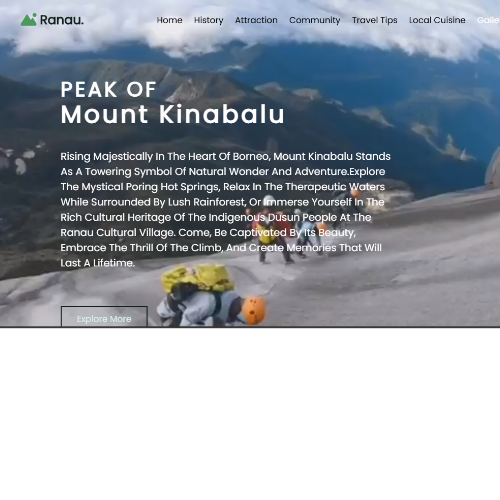 Ranau.
Home History Attraction Community Travel Tips Local Cuisine
PEAK OF
Mount Kinabalu
Rising Majestically In The Heart Of Borneo, Mount Kinabalu Stands
As A Towering Symbol Of Natural Wonder And Adventure.Explore
The Mystical Poring Hot Springs, Relax In The Therapeutic Waters
While Surrounded By Lush Rainforest, Or Immerse Yourself In The
Rich Cultural Heritage Of The Indigenous Dusun People At The
Ranau Cultural Village. Come, Be Captivated By Its Beauty,
Embrace The Thrill Of The Climb, And Create Memories That Will
Last A Lifetime.
Explore More